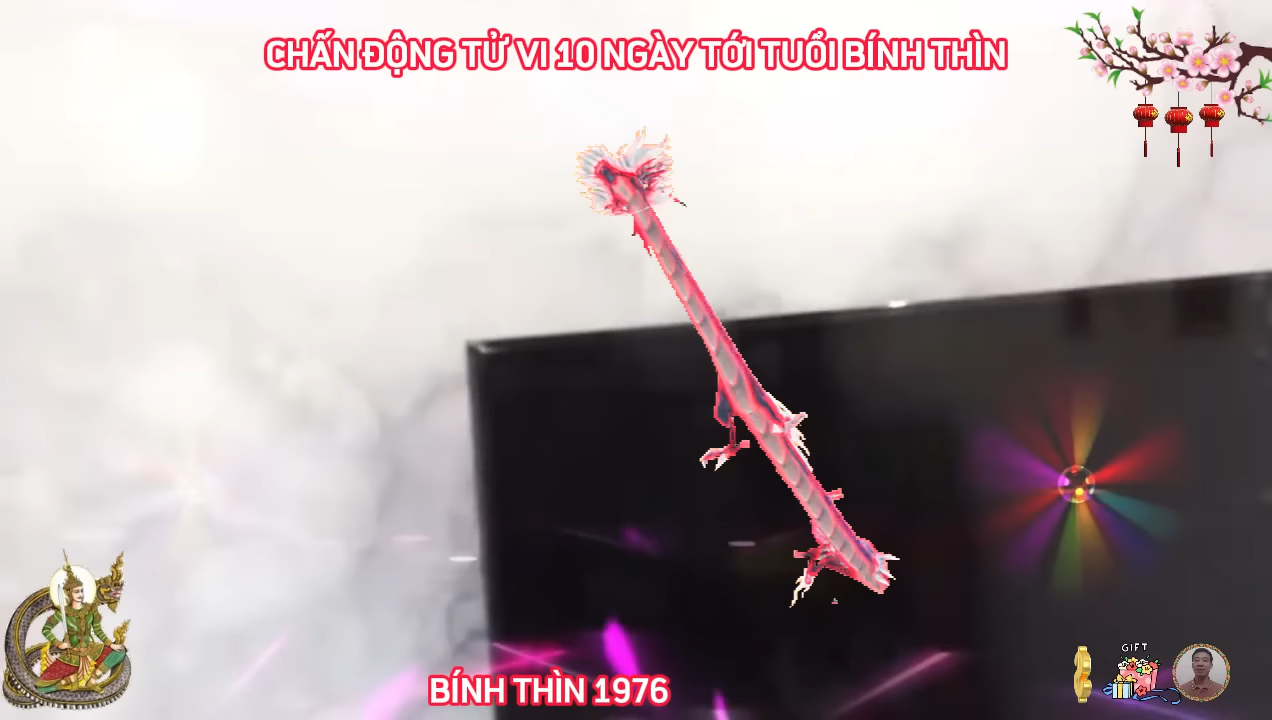 CHẤN ĐỘNG TỬ VI 10 NGÀY TỚI TUỔI BÍNH THÌN
GIFT
BÍNH THÌN 1976